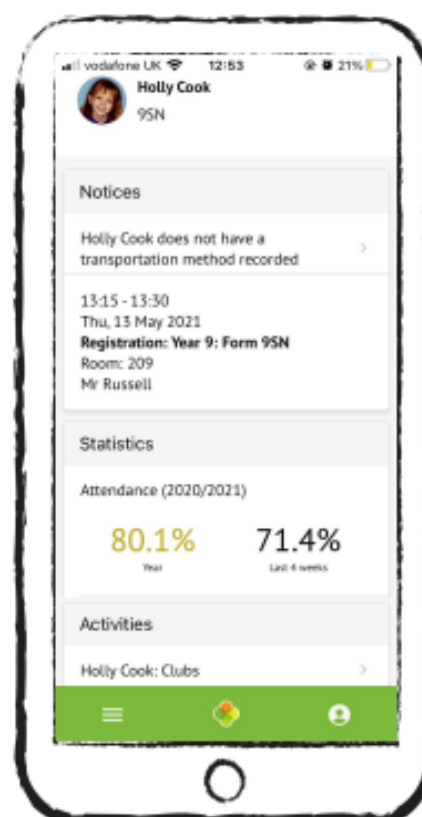 vodafone UK 12:53 21%
Holly Cook
9SN
Notices
Holly Cook does not have a
transportation method recorded
13:15 - 13:30
Thu, 13 May 2021
Registration: Year 9: Form 9SN
Room: 209
Mr Russell
Statistics
Attendance (2020/2021)
80.1% 71.4%
Year Last 4 weeks
Activities
Holly Cook: Clubs